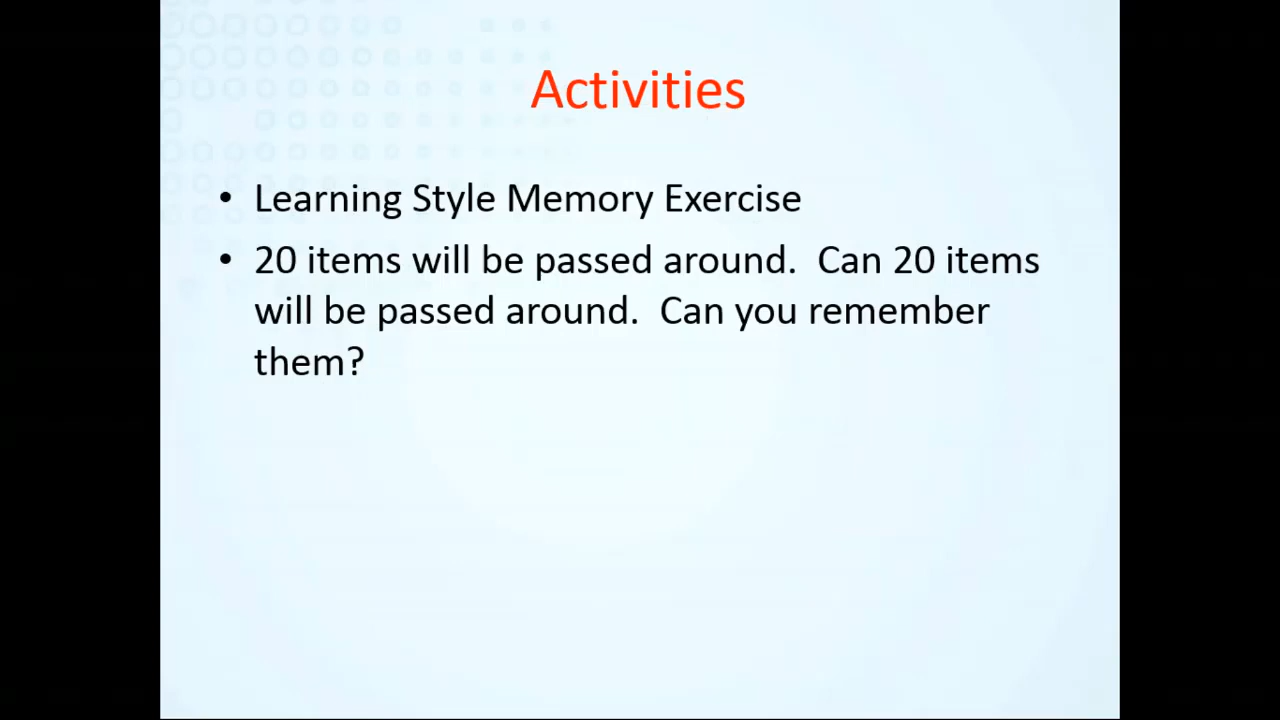 Activities
• Learning Style Memory Exercise
• 20 items will be passed around.  Can 20 items
will be passed around.  Can you remember
them?